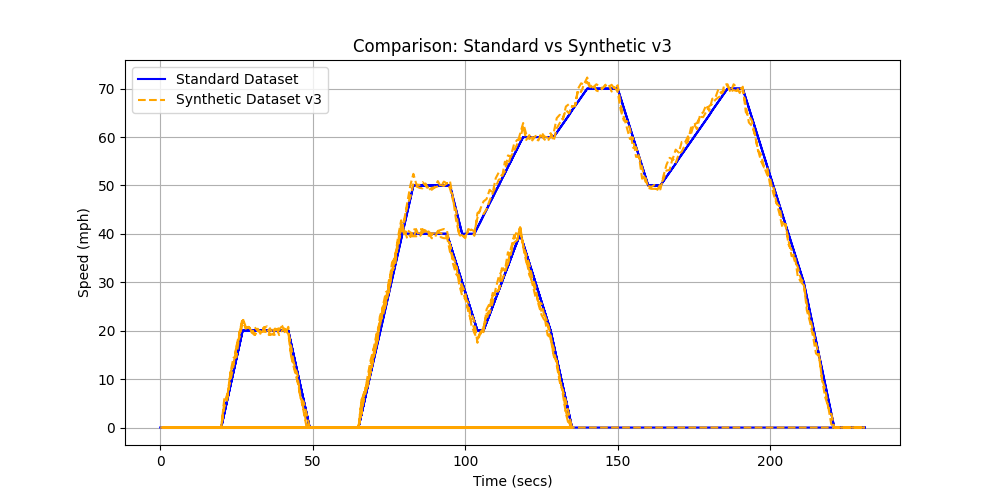 Comparison: Standard vs Synthetic v3
Standard Dataset
Synthetic Dataset v3
Speed (mph)
70
60
50
40
30
20
10
0
0 50 100 150 200
Time (secs)